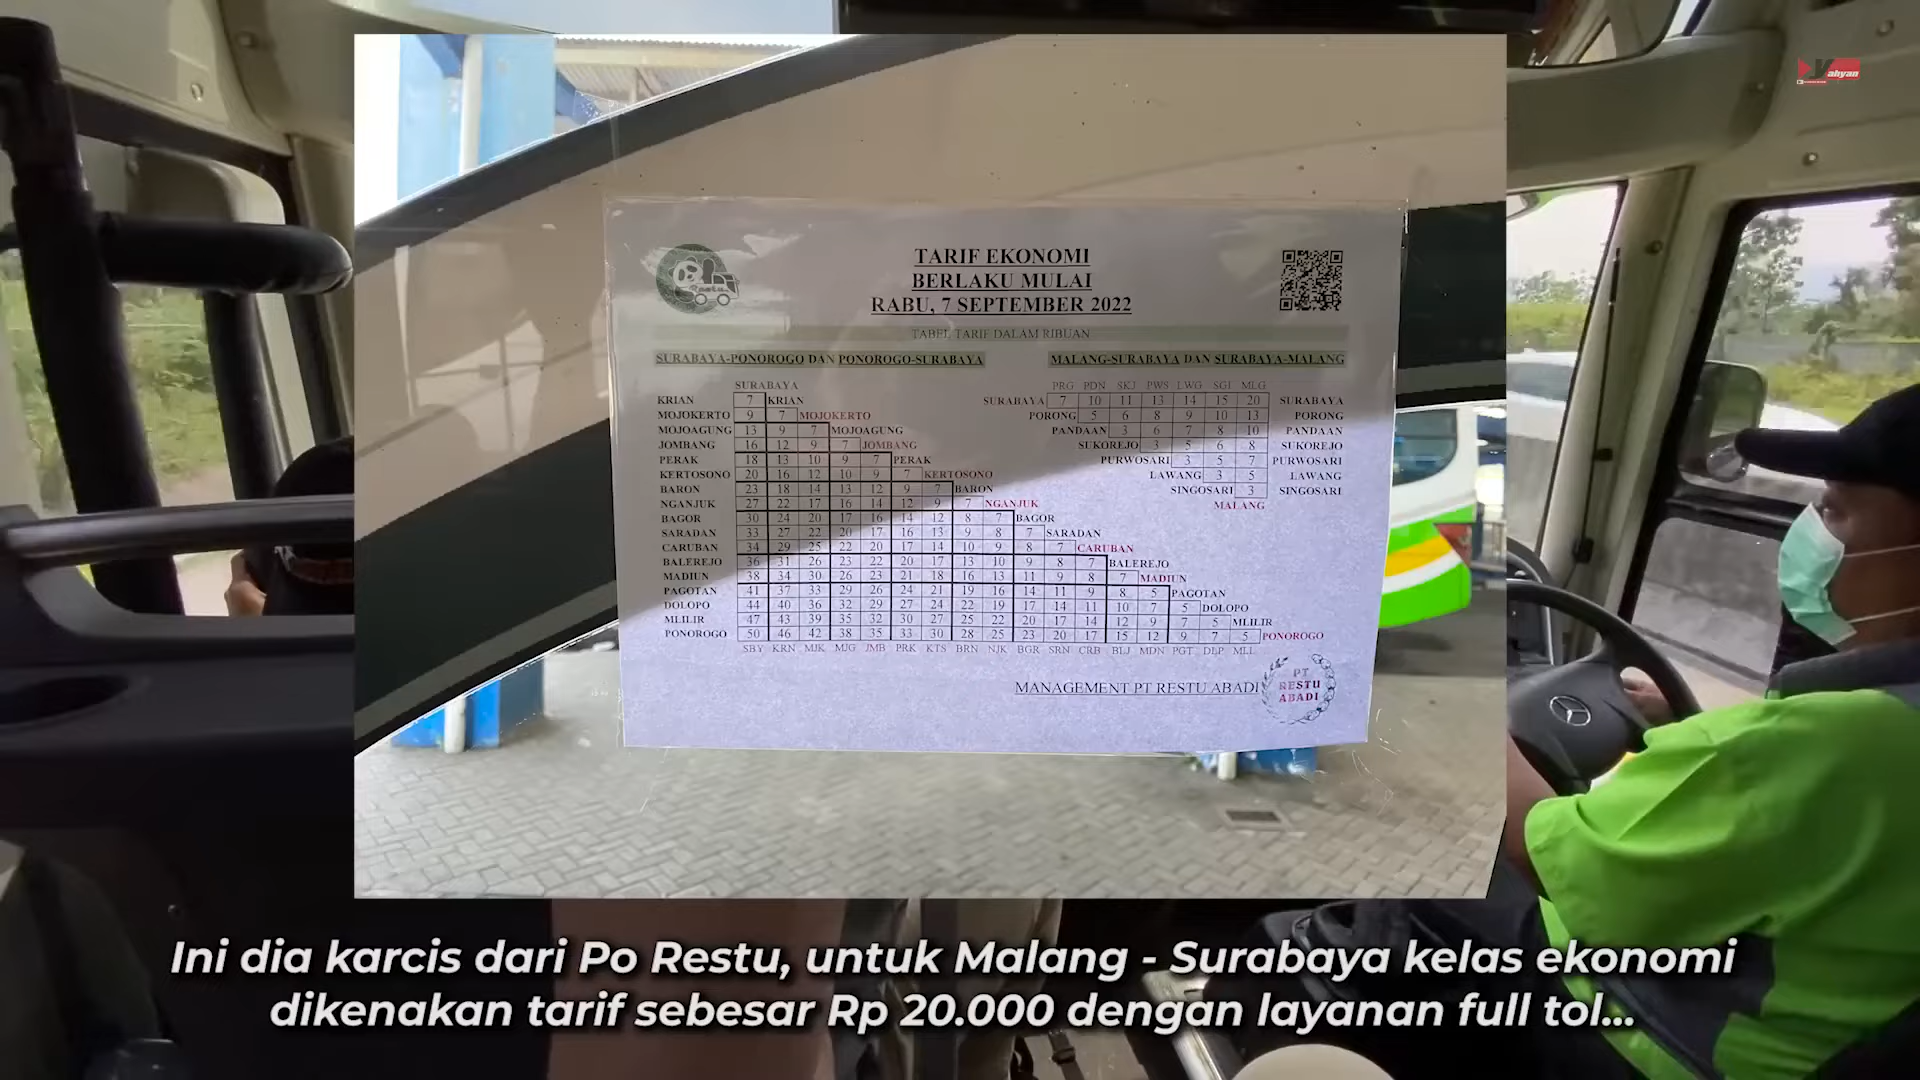 Yahyan
Restu
TARIF EKONOMI
BERLAKU MULAI
RABU, 7 SEPTEMBER 2022
TABEL TARIF DALAM RIBUAN
SURABAYA-PONOROGO DAN PONOROGO-SURABAYA
SURABAYA
KRIAN 7 KRIAN
MOJOKERTO 9 7 MOJOKERTO
MOJOAGUNG 13 9 7 MOJOAGUNG
JOMBANG 16 12 9 7 JOMBANG
PERAK 18 13 10 9 7 PERAK
KERTOSONO 20 16 12 10 9 7 KERTOSONO
BARON 23 18 14 13 12 9 7 BARON
NGANJUK 27 22 17 16 14 12 9 7 NGANJUK
BAGOR 30 24 20 17 16 14 12 8 7 BAGOR
SARADAN 33 27 22 20 17 16 13 9 8 7 SARADAN
CARUBAN 34 29 25 22 20 17 14 10 9 8 7 CARUBAN
BALEREJO 36 31 26 23 22 20 17 13 10 9 8 7 BALEREJO
MADIUN 38 34 30 26 23 21 18 16 13 11 9 8 7 MADIUN
PAGOTAN 41 37 33 29 26 24 21 19 16 14 11 9 8 5 PAGOTAN
DOLOPO 44 40 36 32 29 27 24 22 19 17 14 11 10 7 5 DOLOPO
MLILIR 47 43 39 35 32 30 27 25 22 20 17 14 12 9 7 5 MLILIR
PONOROGO 50 46 42 38 35 33 30 28 25 23 20 17 15 12 9 7 5 PONOROGO
SBY KRN MJK MJG JMB PRK KTS BRN NJK BGR SRN CRB BLJ MDN PGT DLP MLL
MALANG-SURABAYA DAN SURABAYA-MALANG
PRG PDN SKJ PWS LWG SGI MLG
SURABAYA 7 10 11 13 14 15 20 SURABAYA
PORONG 5 6 8 9 10 13 PORONG
PANDAAN 3 6 7 8 10 PANDAAN
SUKOREJO 3 5 6 8 SUKOREJO
PURWOSARI 3 5 7 PURWOSARI
LAWANG 3 5 LAWANG
SINGOSARI 3 SINGOSARI
MALANG
MANAGEMENT PT RESTU ABADI
PT
RESTU
ABADI
Ini dia karcis dari Po Restu, untuk Malang - Surabaya kelas ekonomi
dikenakan tarif sebesar Rp 20.000 dengan layanan full tol...